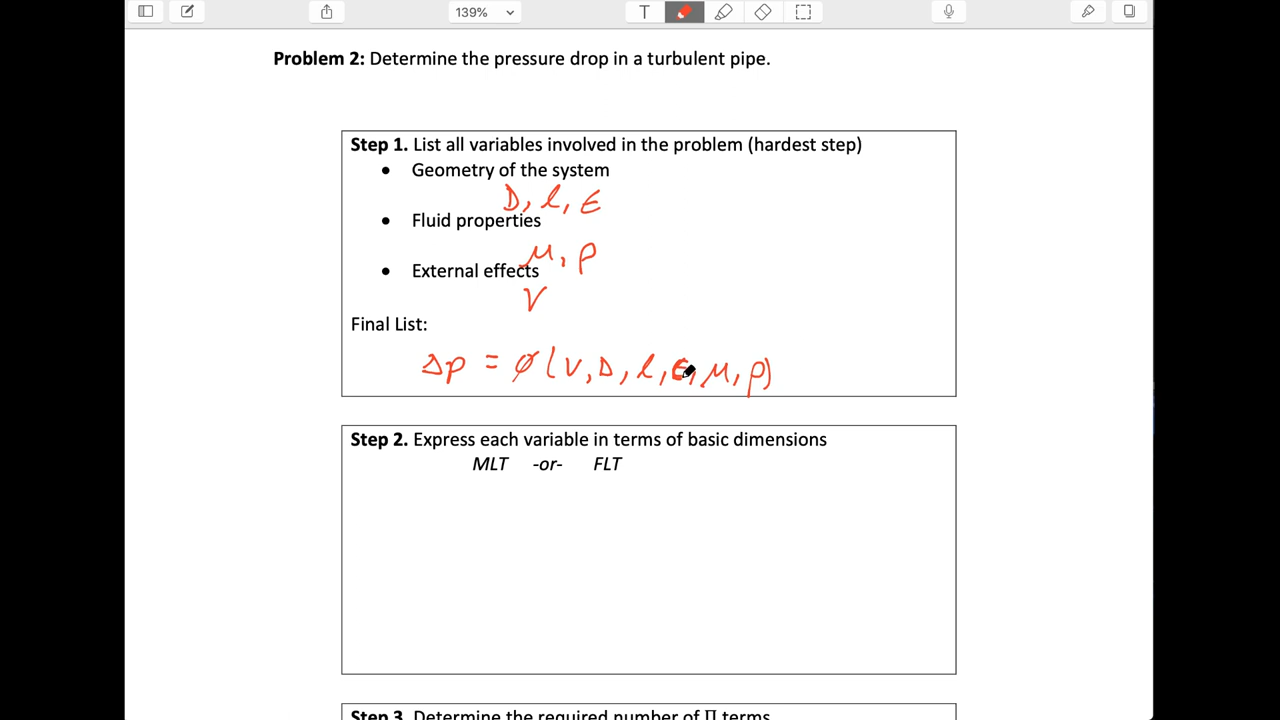 139%
T
Problem 2: Determine the pressure drop in a turbulent pipe.
Step 1. List all variables involved in the problem (hardest step)
• Geometry of the system
D, l, ε
• Fluid properties
μ, ρ
• External effects
V
Final List:
Δp = φ(V, D, l, ε, μ, ρ)
Step 2. Express each variable in terms of basic dimensions
MLT -or- FLT
Step 3. Determine the required number of Π terms